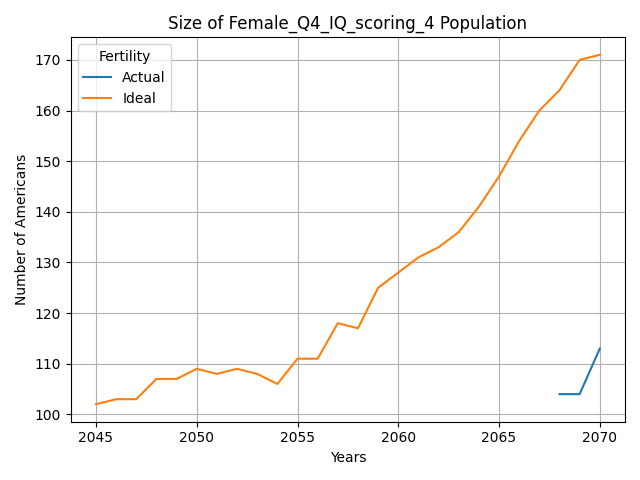 Size of Female_Q4_IQ_scoring_4 Population
Fertility
Actual
Ideal
Number of Americans
170
160
150
140
130
120
110
100
2045 2050 2055 2060 2065 2070
Years